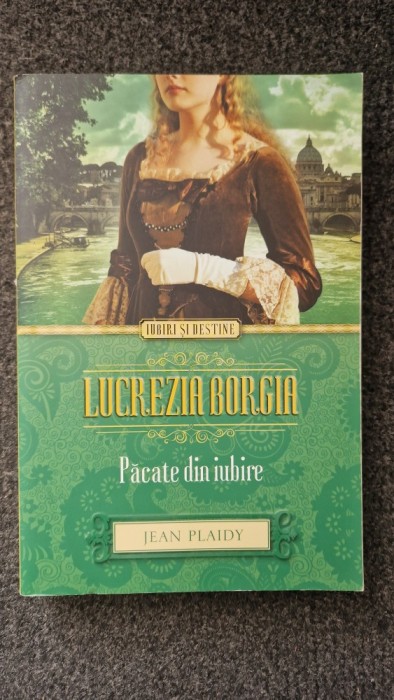 IUBIRI ȘI DESTINE
LUCREZIA BORGIA
Păcate din iubire
JEAN PLAIDY